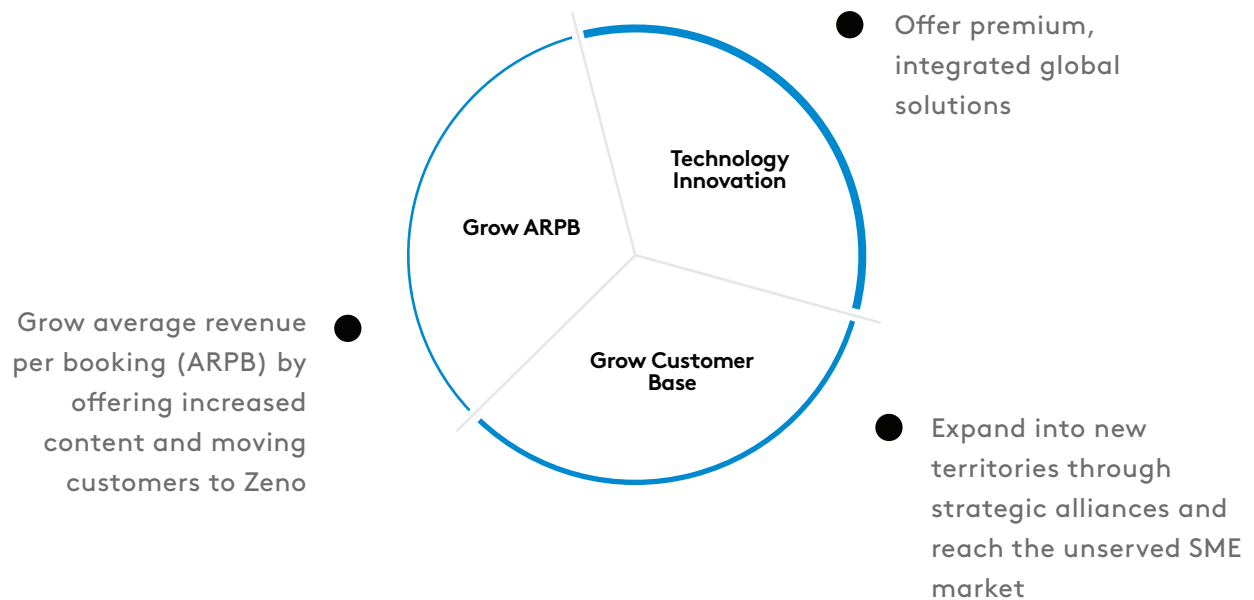 Offer premium,
integrated global
solutions
Technology
Innovation
Grow ARPB
Grow average revenue
per booking (ARPB) by
offering increased
content and moving
customers to Zeno
Grow Customer
Base
Expand into new
territories through
strategic alliances and
reach the unserved SME
market